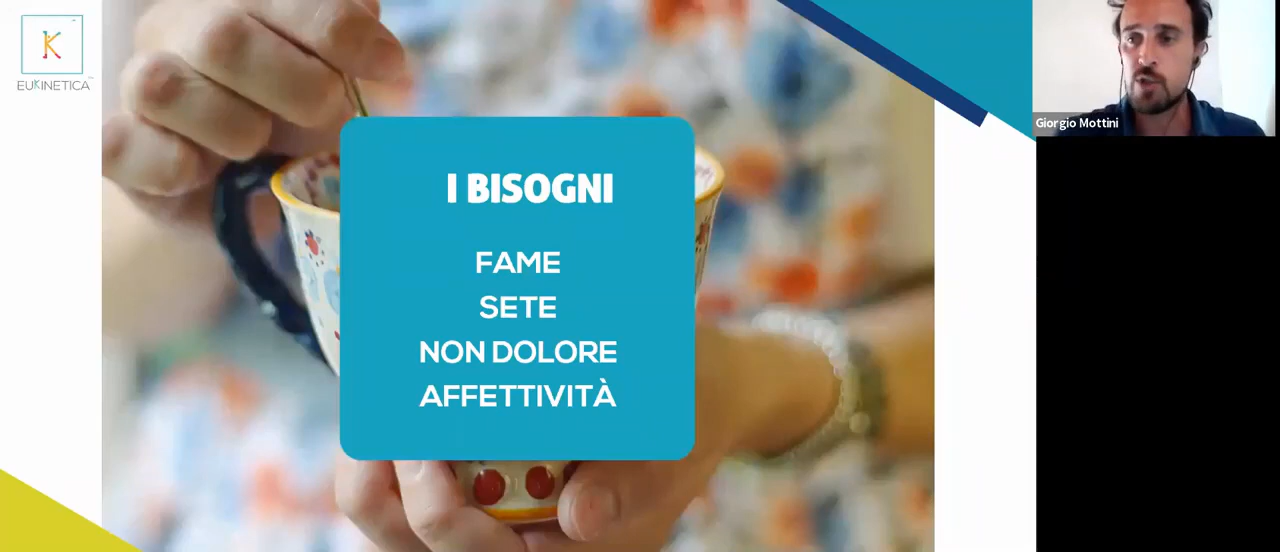 EUKINETICA
I BISOGNI
FAME
SETE
NON DOLORE
AFFETTIVITÀ
Giorgio Mottini